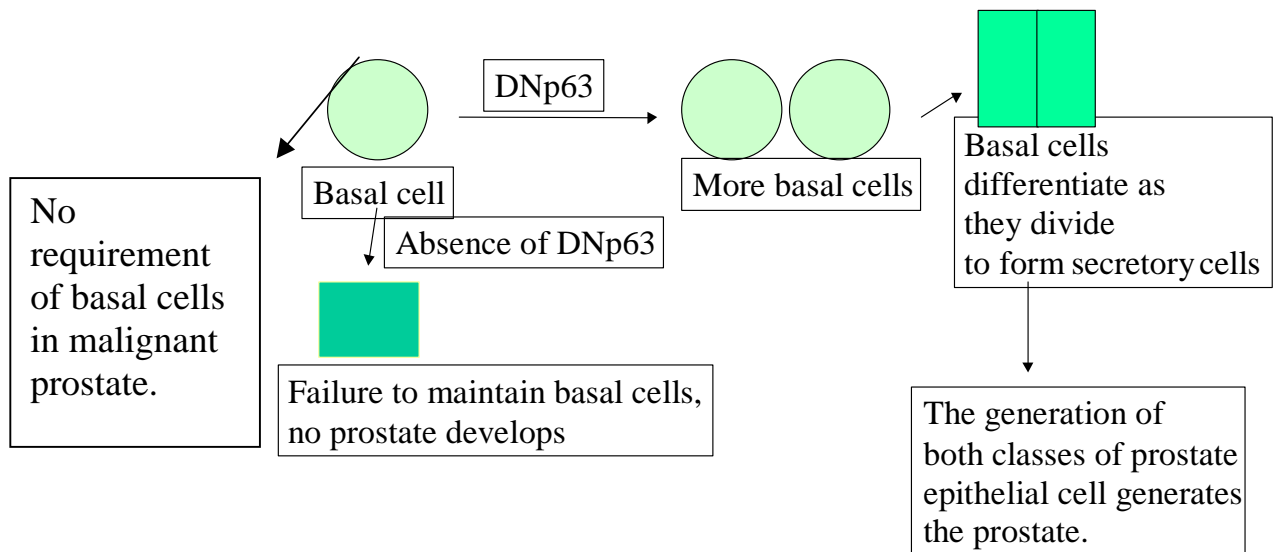 DNp63
Basal cell
More basal cells
Basal cells
differentiate as
they divide
to form secretory cells
No
requirement
of basal cells
in malignant
prostate.
Absence of DNp63
Failure to maintain basal cells,
no prostate develops
The generation of
both classes of prostate
epithelial cell generates
the prostate.